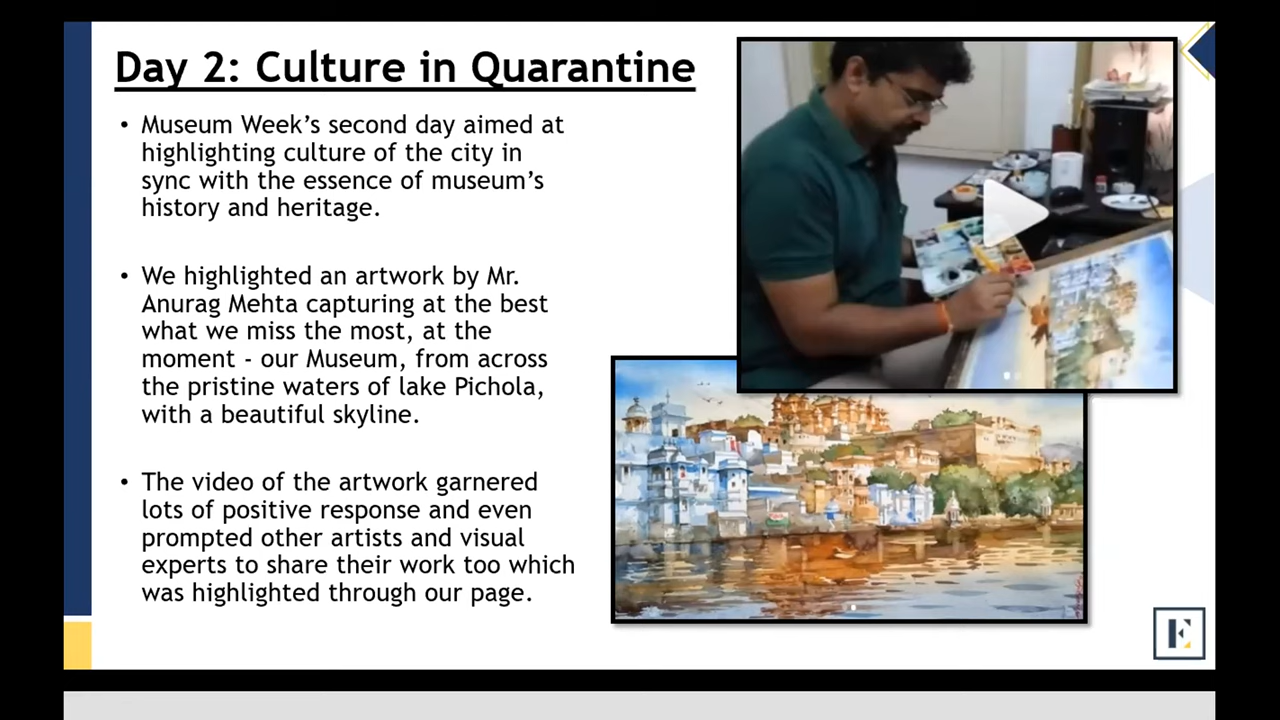 Day 2: Culture in Quarantine
• Museum Week’s second day aimed at
highlighting culture of the city in
sync with the essence of museum’s
history and heritage.
• We highlighted an artwork by Mr.
Anurag Mehta capturing at the best
what we miss the most, at the
moment - our Museum, from across
the pristine waters of lake Pichola,
with a beautiful skyline.
• The video of the artwork garnered
lots of positive response and even
prompted other artists and visual
experts to share their work too which
was highlighted through our page.
E